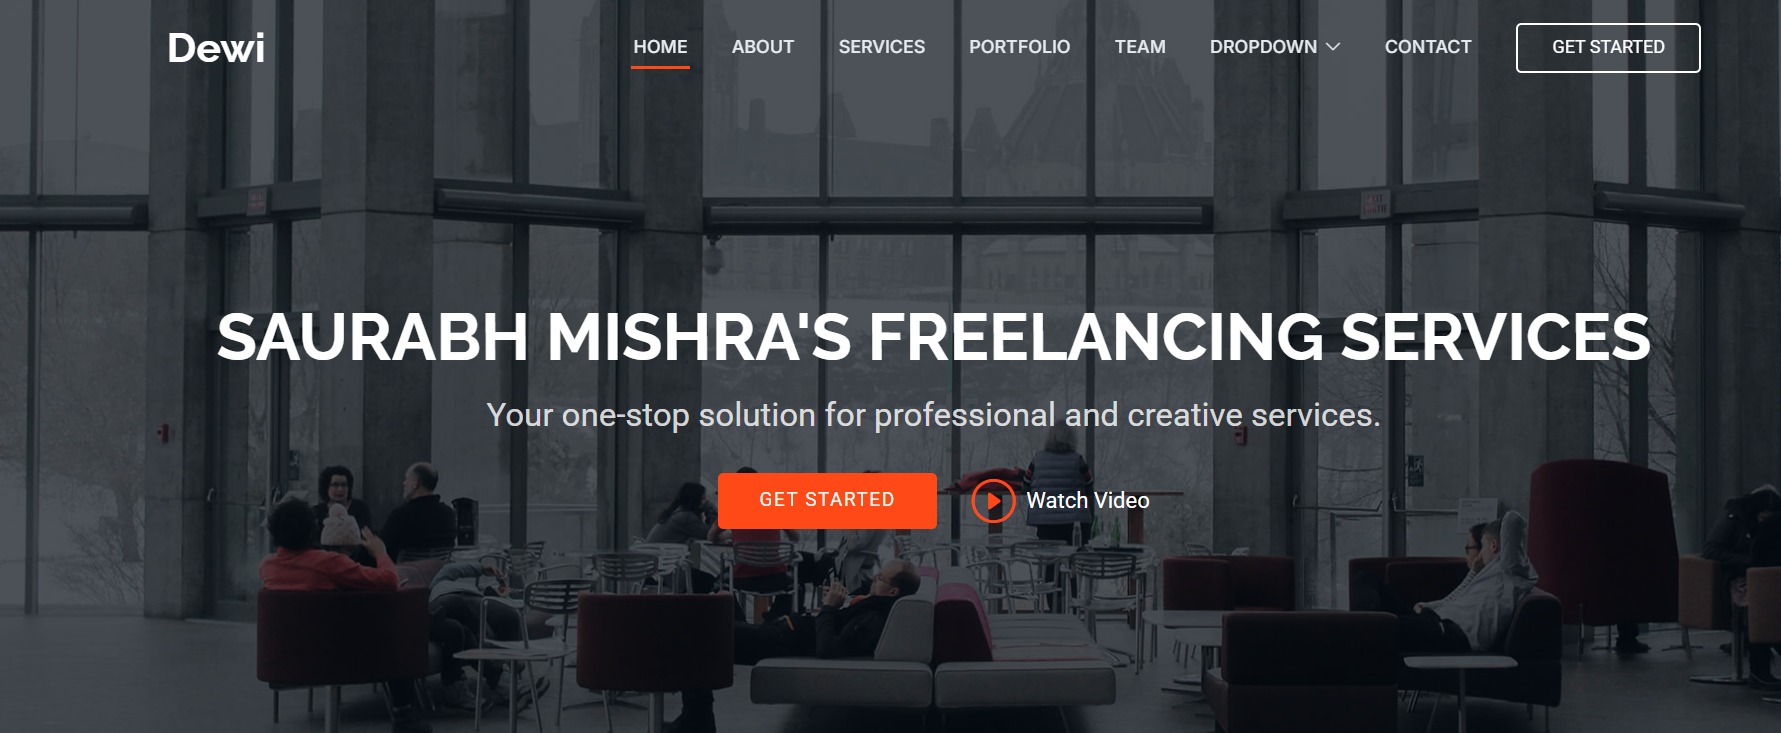 Dewi
HOME ABOUT SERVICES PORTFOLIO TEAM DROPDOWN CONTACT GET STARTED
SAURABH MISHRA'S FREELANCING SERVICES
Your one-stop solution for professional and creative services.
GET STARTED Watch Video